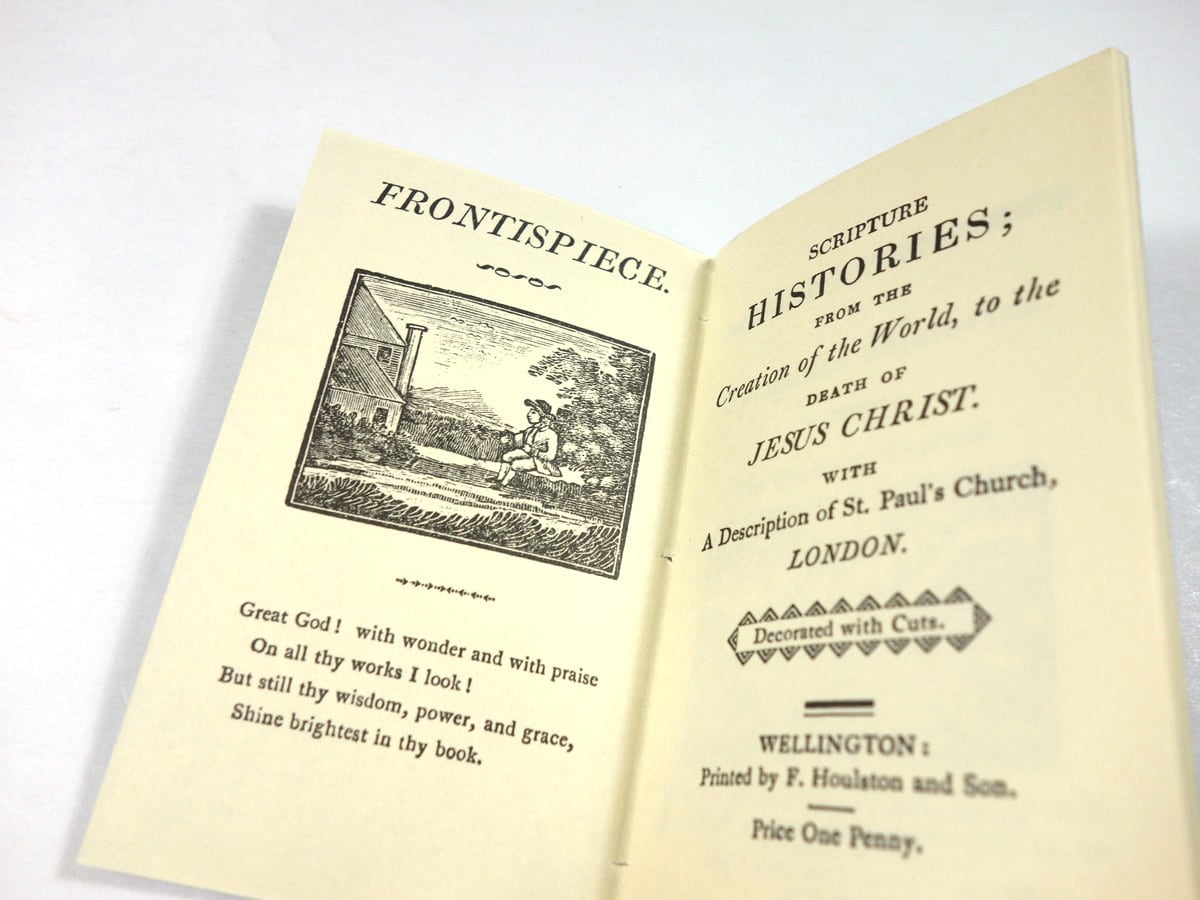 FRONTISPIECE.
Great God! with wonder and with praise
On all thy works I look!
But still thy wisdom, power, and grace,
Shine brightest in thy book.
SCRIPTURE
HISTORIES;
FROM THE
Creation of the World, to the
DEATH OF
JESUS CHRIST.
WITH
A Description of St. Paul's Church,
LONDON.
Decorated with Cuts.
WELLINGTON:
Printed by F. Houlston and Son.
Price One Penny.